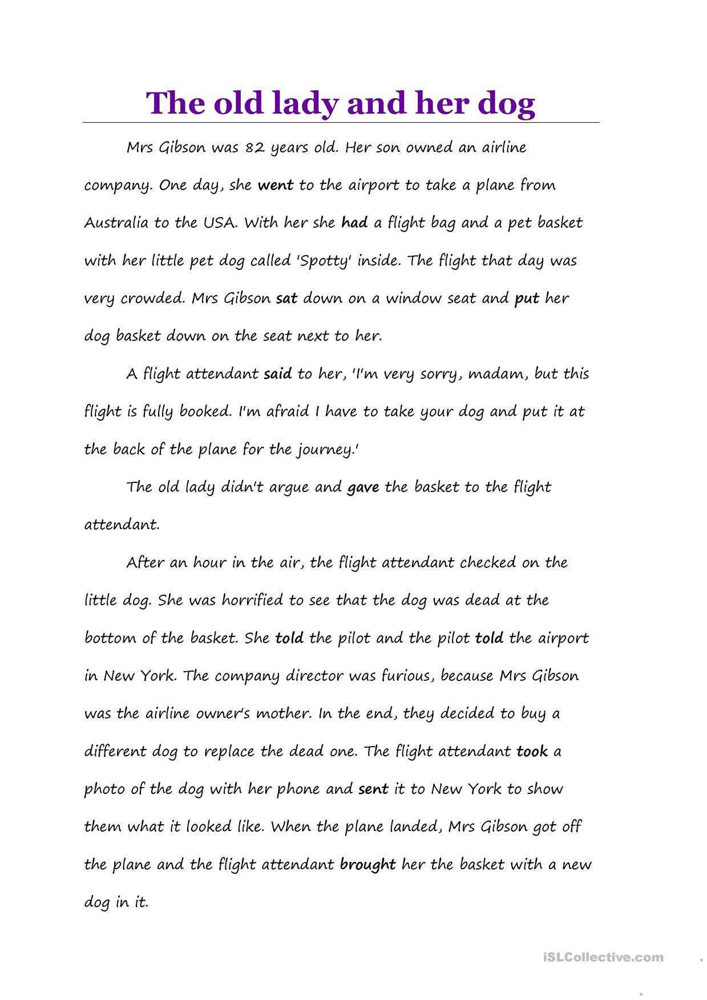 The old lady and her dog
Mrs Gibson was 82 years old. Her son owned an airline
company. One day, she went to the airport to take a plane from
Australia to the USA. With her she had a flight bag and a pet basket
with her little pet dog called 'Spotty' inside. The flight that day was
very crowded. Mrs Gibson sat down on a window seat and put her
dog basket down on the seat next to her.
A flight attendant said to her, 'I'm very sorry, madam, but this
flight is fully booked. I'm afraid I have to take your dog and put it at
the back of the plane for the journey.'
The old lady didn't argue and gave the basket to the flight
attendant.
After an hour in the air, the flight attendant checked on the
little dog. She was horrified to see that the dog was dead at the
bottom of the basket. She told the pilot and the pilot told the airport
in New York. The company director was furious, because Mrs Gibson
was the airline owner's mother. In the end, they decided to buy a
different dog to replace the dead one. The flight attendant took a
photo of the dog with her phone and sent it to New York to show
them what it looked like. When the plane landed, Mrs Gibson got off
the plane and the flight attendant brought her the basket with a new
dog in it.
iSLCollective.com